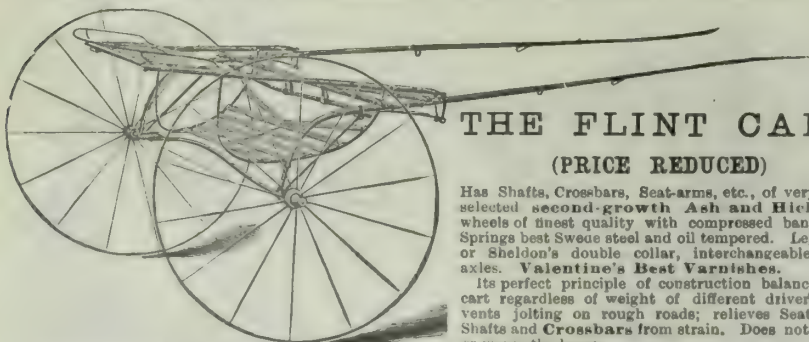 THE FLINT CAR
(PRICE REDUCED)
Has Shafts, Crossbars, Seat-arms, etc., of ver
selected second-growth Ash and Hick
wheels of finest quality with compressed ban
Springs best Swede steel and oil tempered. Le
or Sheldon's double collar, interchangeable
axles. Valentine's Best Varnishes.
Its perfect principle of construction balanc
cart regardless of weight of different driver
vents jolting on rough roads; relieves Seat
Shafts and Crossbars from strain. Does not